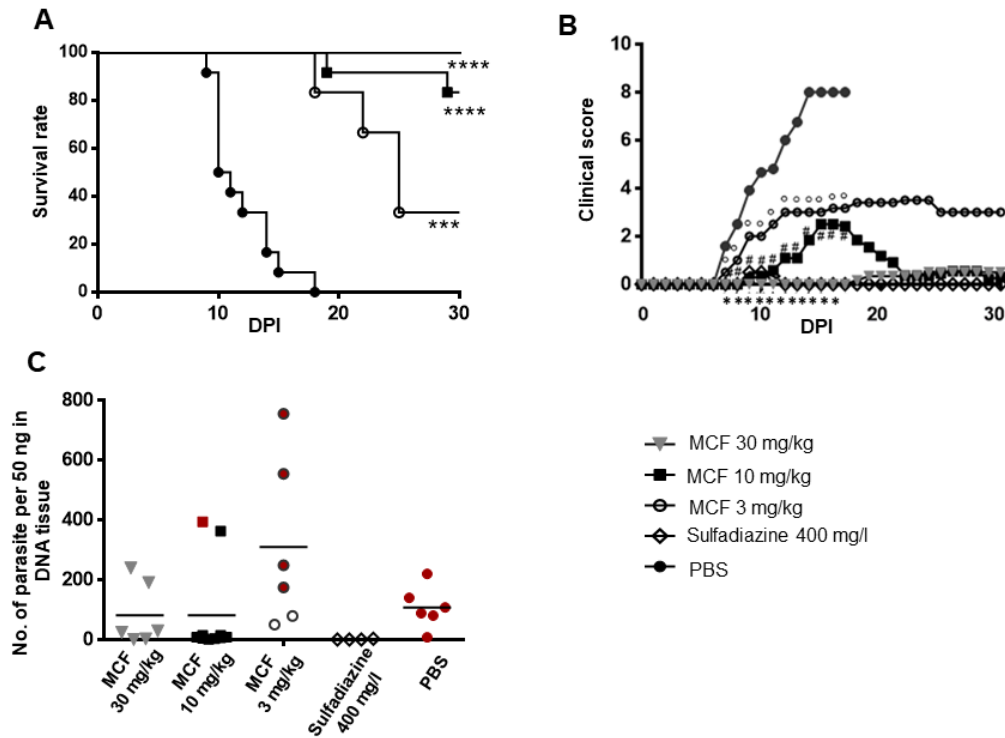 A
Survival rate
100
80
60
40
20
0
0
10
20
30
DPI
****
****
***
B
Clinical score
10
8
6
4
2
0
0
10
20
30
DPI
# # # # # # # # #
* * * * * * * * * *
C
No. of parasite per 50 ng in
DNA tissue
800
600
400
200
0
MCF
30 mg/kg
MCF
10 mg/kg
MCF
3 mg/kg
Sulfadiazine
400 mg/l
PBS
MCF 30 mg/kg
MCF 10 mg/kg
MCF 3 mg/kg
Sulfadiazine 400 mg/l
PBS